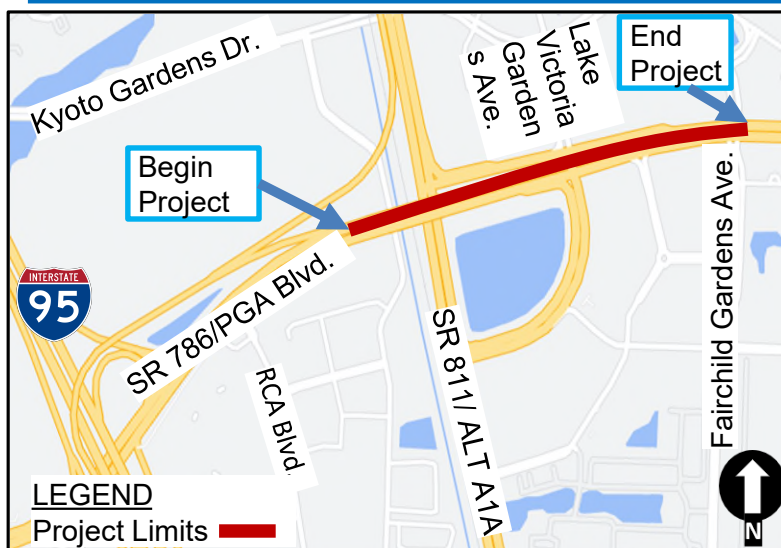 Kyoto Gardens Dr.
Lake
Victoria
Garden
s Ave.
End
Project
Begin
Project
INTERSTATE
95
SR 786/PGA Blvd.
RCA Blvd.
SR 811/ ALT A1A
Fairchild Gardens Ave.
LEGEND
Project Limits
N